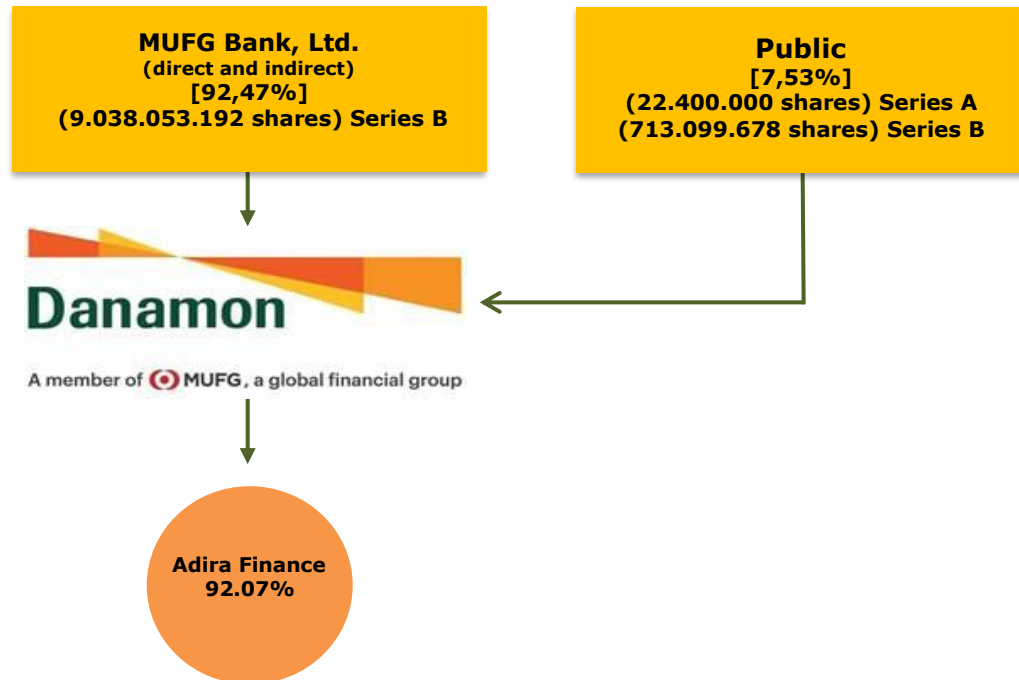 MUFG Bank, Ltd.
(direct and indirect)
[92,47%]
(9.038.053.192 shares) Series B
Public
[7,53%]
(22.400.000 shares) Series A
(713.099.678 shares) Series B
Danamon
A member of MUFG, a global financial group
Adira Finance
92.07%